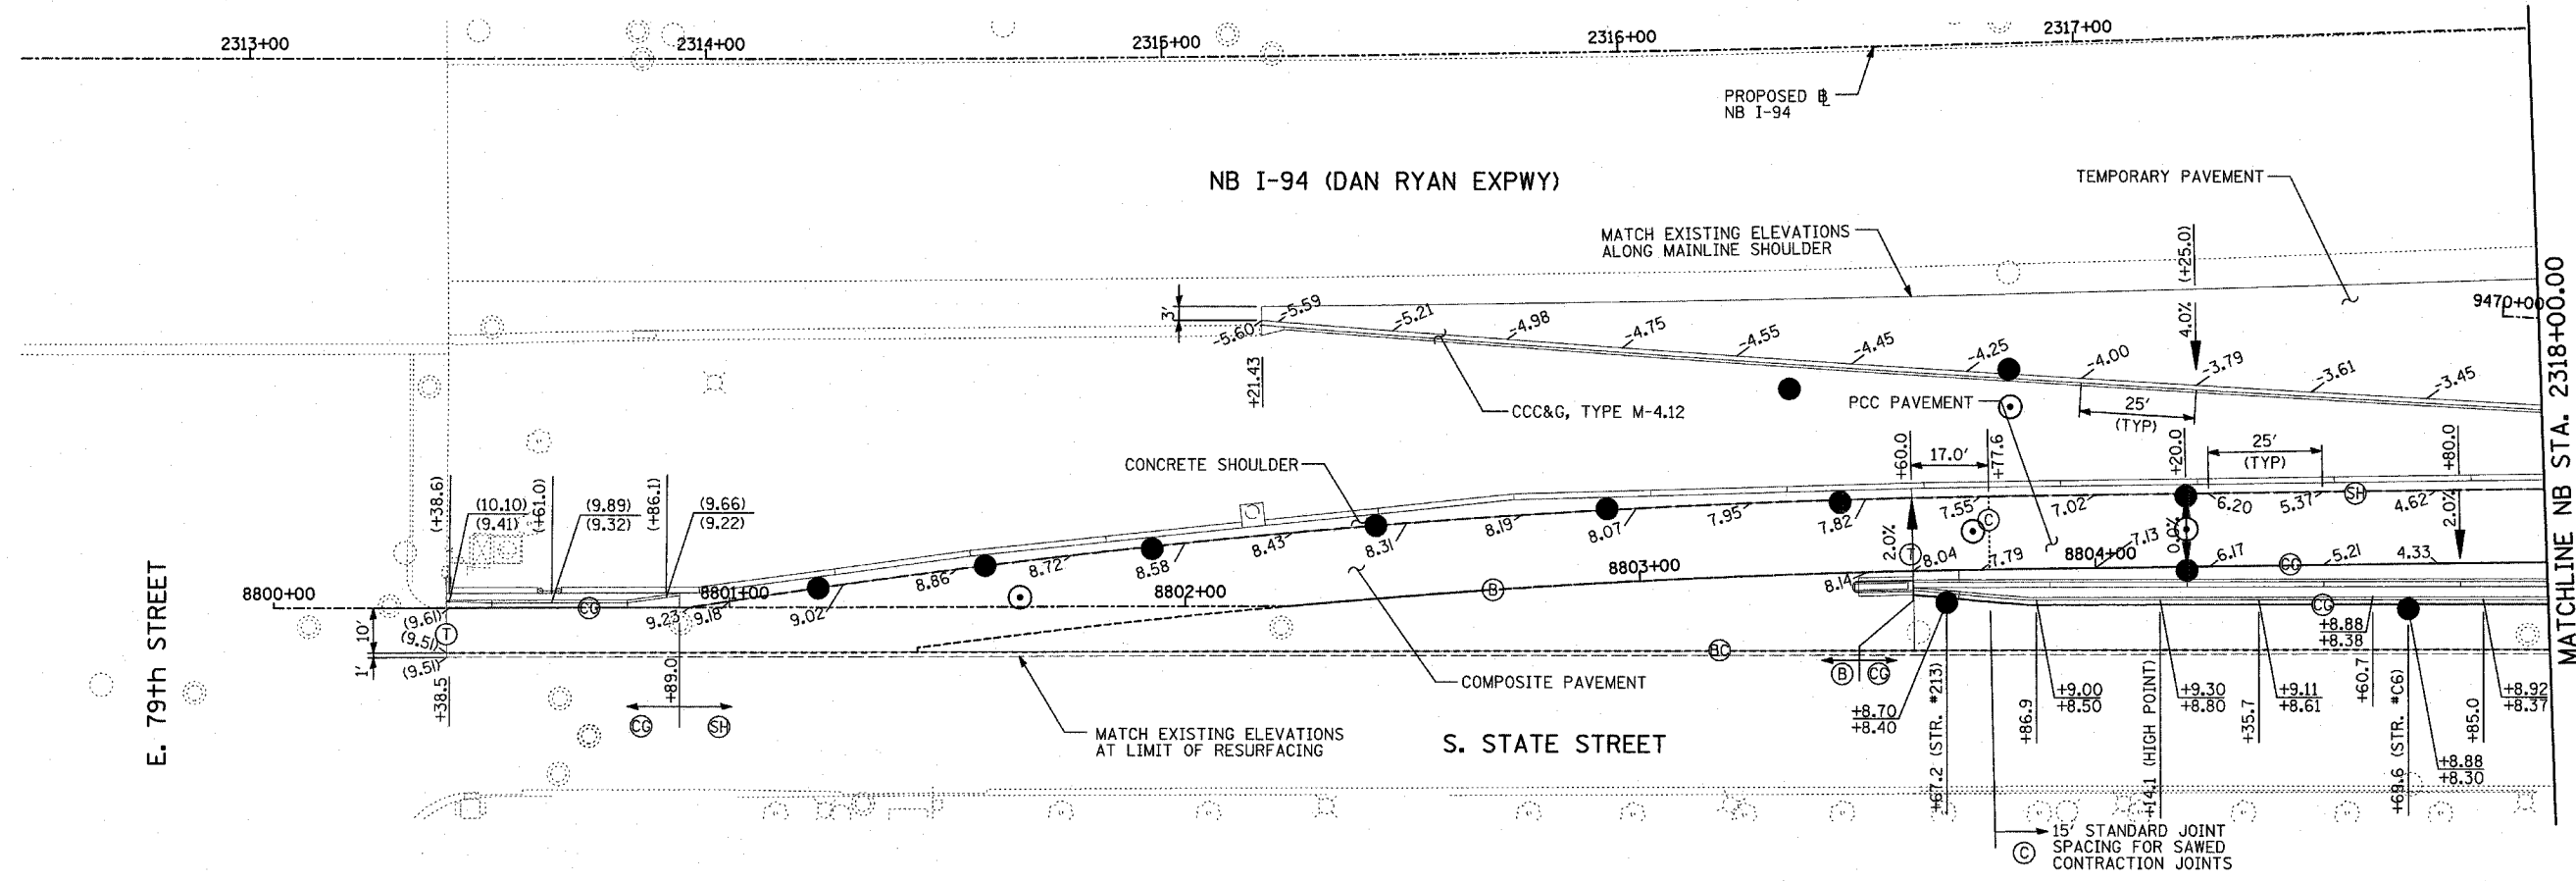 2313+00
2314+00
2315+00
2316+00
2317+00
PROPOSED ℄
NB I-94
NB I-94 (DAN RYAN EXPWY)
TEMPORARY PAVEMENT
MATCH EXISTING ELEVATIONS
ALONG MAINLINE SHOULDER
4.0% (+25.0)
9470+00
MATCHLINE NB STA. 2318+00.00
3'
-5.60
-5.59
-5.21
-4.98
-4.75
-4.55
-4.45
-4.25
-4.00
-3.79
-3.61
-3.45
+21.43
CCC&G, TYPE M-4.12
PCC PAVEMENT
25'
(TYP)
CONCRETE SHOULDER
+60.0
17.0'
+77.6
+20.0
25'
(TYP)
+80.0
(+38.6)
(10.10)
(9.41)
(+61.0)
(9.89)
(9.32)
(+86.1)
(9.66)
(9.22)
8.43
8.31
8.19
8.07
7.95
7.82
7.55
7.02
6.20
5.37
SH
4.62
2.0%
C
2.0%
T
8.04
7.79
8804+00
7.13
0.0%
6.17
CG
5.21
4.33
8.86
8.72
8.58
8803+00
8.14
E. 79th STREET
8800+00
CG
8801+00
8802+00
B
9.23
9.18
9.02
10'
1'
(9.61)
(9.51)
(9.51)
T
+38.5
+89.0
CG
SH
BC
B
CG
CG
+8.88
+8.38
COMPOSITE PAVEMENT
MATCH EXISTING ELEVATIONS
AT LIMIT OF RESURFACING
S. STATE STREET
+8.70
+8.40
+67.2 (STR. #213)
+86.9
+9.00
+8.50
+14.1 (HIGH POINT)
+9.30
+8.80
+35.7
+9.11
+8.61
+60.7
+69.6 (STR. #C6)
+85.0
+8.92
+8.37
+8.88
+8.30
C
15' STANDARD JOINT
SPACING FOR SAWED
CONTRACTION JOINTS